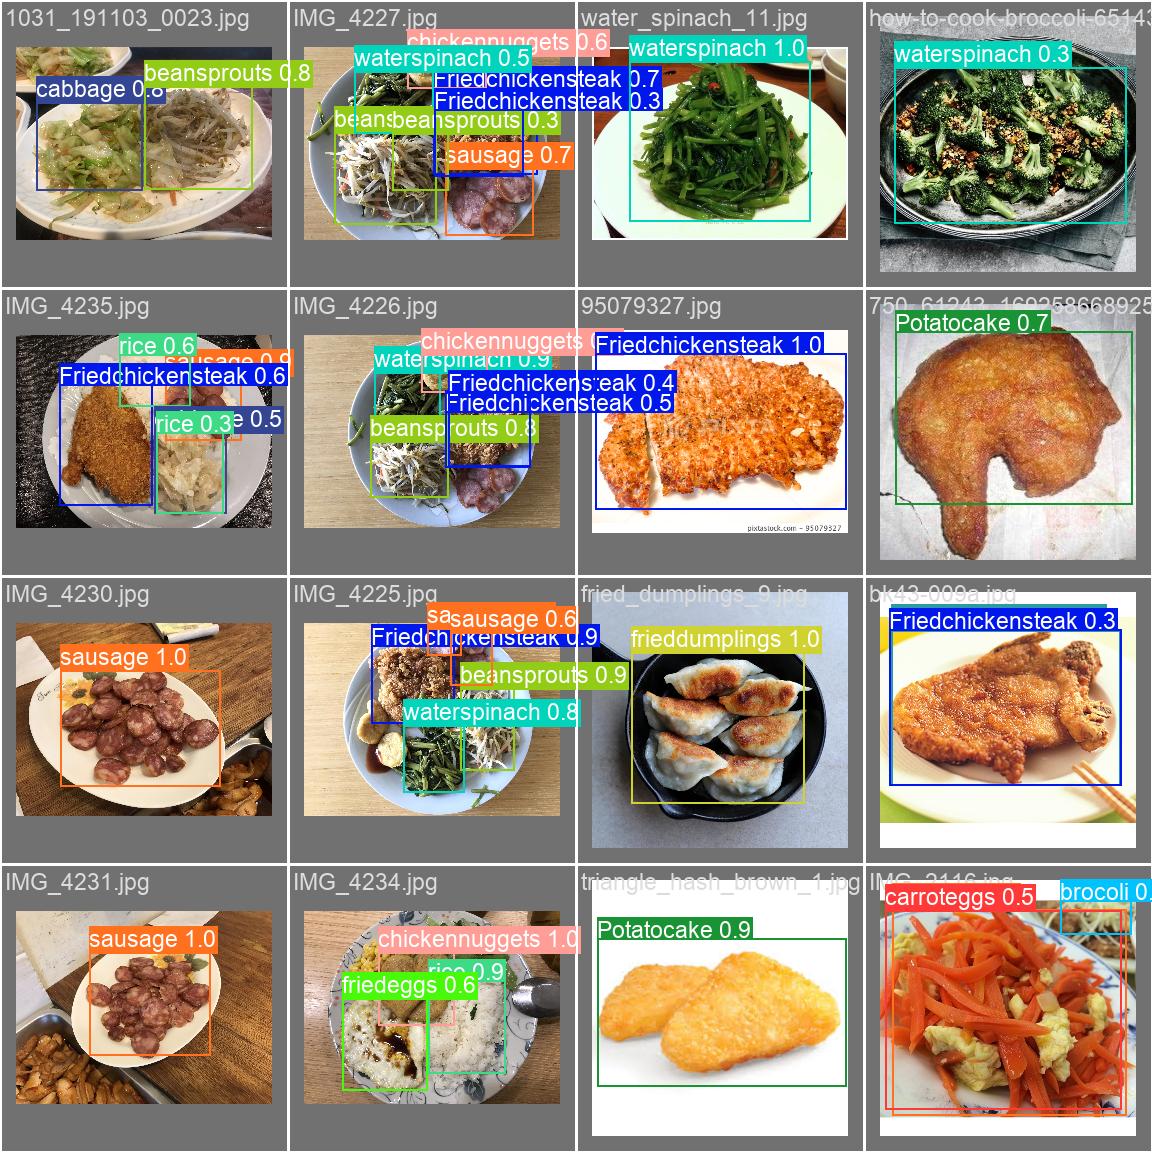 1031_191103_0023.jpg
cabbage 0.8
beansprouts 0.8
IMG_4227.jpg
chickennuggets 0.6
waterspinach 0.5
Friedchickensteak 0.7
Friedchickensteak 0.3
beans
beansprouts 0.3
sausage 0.7
water_spinach_11.jpg
waterspinach 1.0
how-to-cook-broccoli-65143
waterspinach 0.3
IMG_4235.jpg
rice 0.6
sausage 0.9
Friedchickensteak 0.6
rice 0.3
e 0.5
IMG_4226.jpg
chickennuggets
waterspinach 0.9
Friedchickensteak 0.4
Friedchickensteak 0.5
beansprouts 0.8
95079327.jpg
Friedchickensteak 1.0
PIXTA
pixtastock.com - 95079327
Potatocake 0.7
IMG_4230.jpg
sausage 1.0
IMG_4225.jpg
sa
sausage 0.6
Friedchickensteak 0.9
beansprouts 0.9
waterspinach 0.8
fried_dumplings_9.jpg
frieddumplings 1.0
bk43-009a.jpg
Friedchickensteak 0.3
IMG_4231.jpg
sausage 1.0
IMG_4234.jpg
chickennuggets 1.0
rice 0.9
friedeggs 0.6
triangle_hash_brown_1.jpg
Potatocake 0.9
IMG_2116.jpg
carroteggs 0.5
brocoli 0.